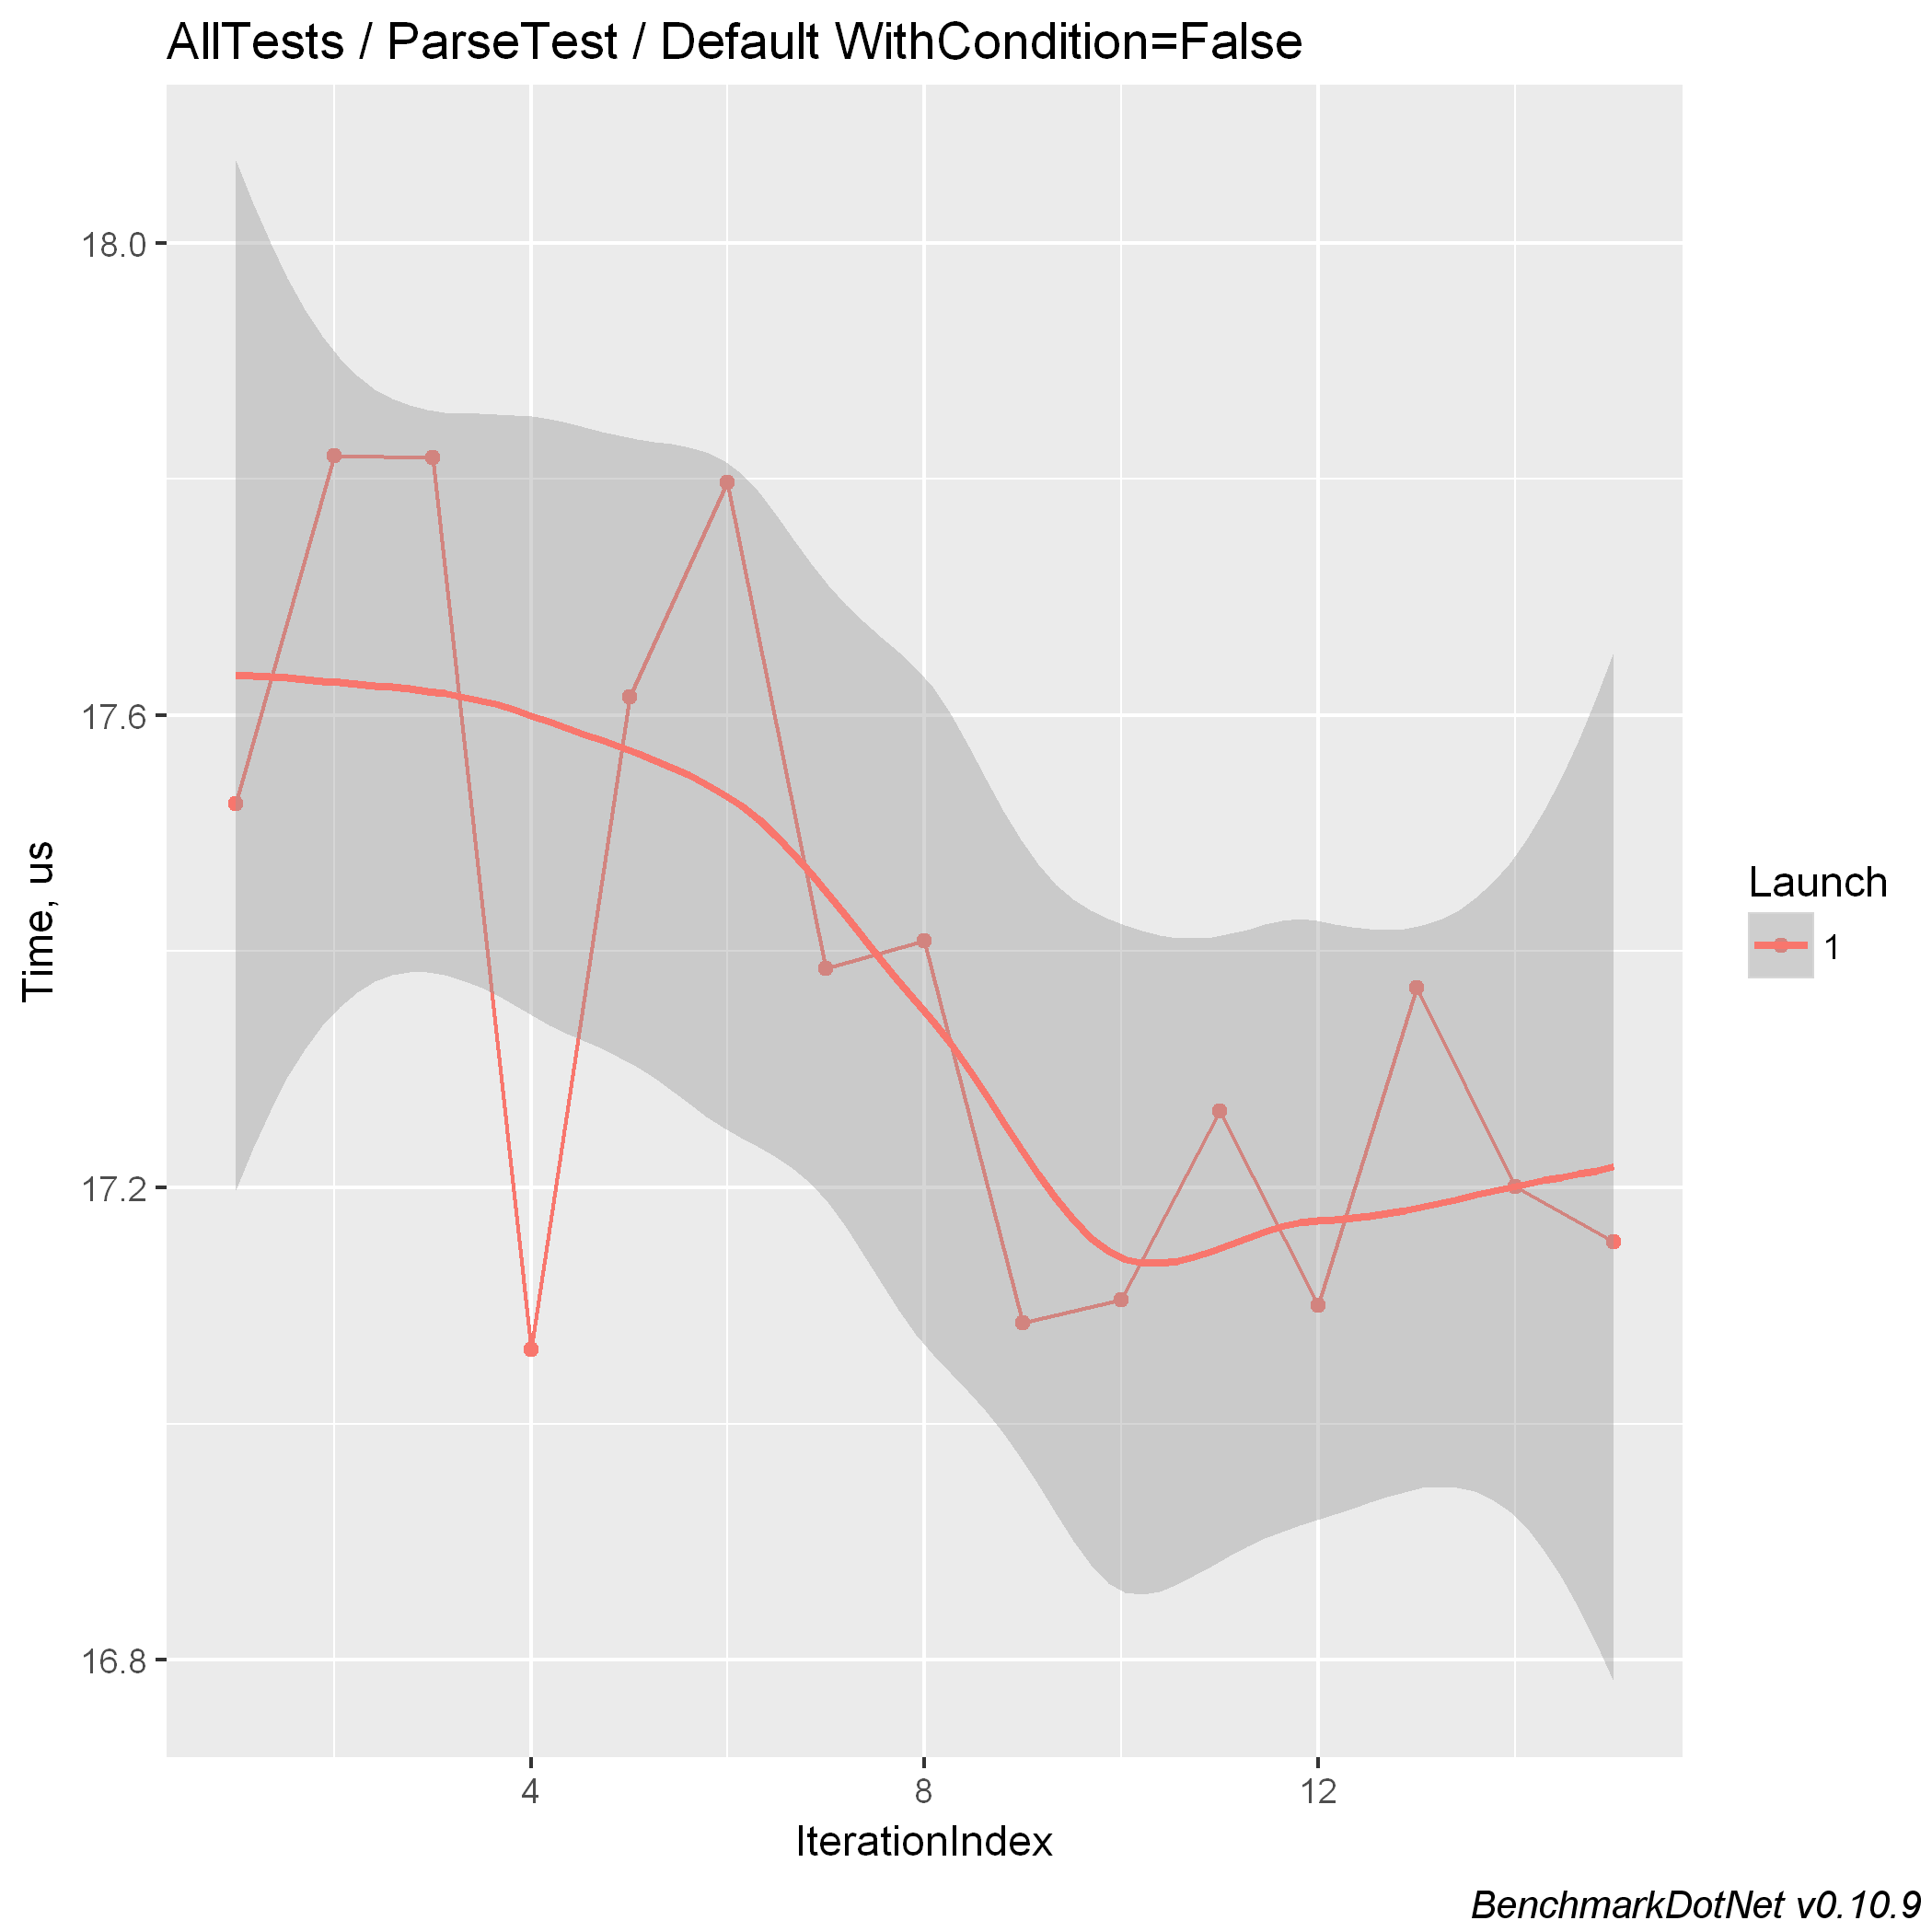 AllTests / ParseTest / Default WithCondition=False
18.0
17.6
17.2
16.8
Time, us
4
8
12
IterationIndex
Launch
1
BenchmarkDotNet v0.10.9